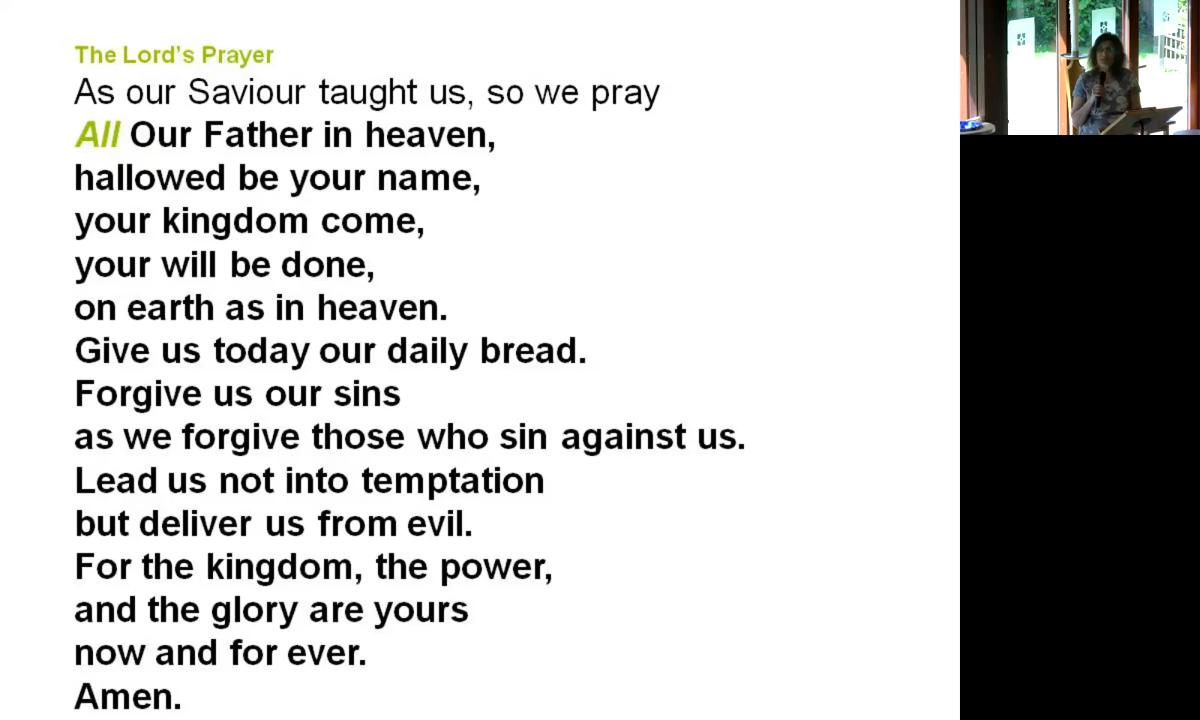 The Lord's Prayer
As our Saviour taught us, so we pray
All Our Father in heaven,
hallowed be your name,
your kingdom come,
your will be done,
on earth as in heaven.
Give us today our daily bread.
Forgive us our sins
as we forgive those who sin against us.
Lead us not into temptation
but deliver us from evil.
For the kingdom, the power,
and the glory are yours
now and for ever.
Amen.